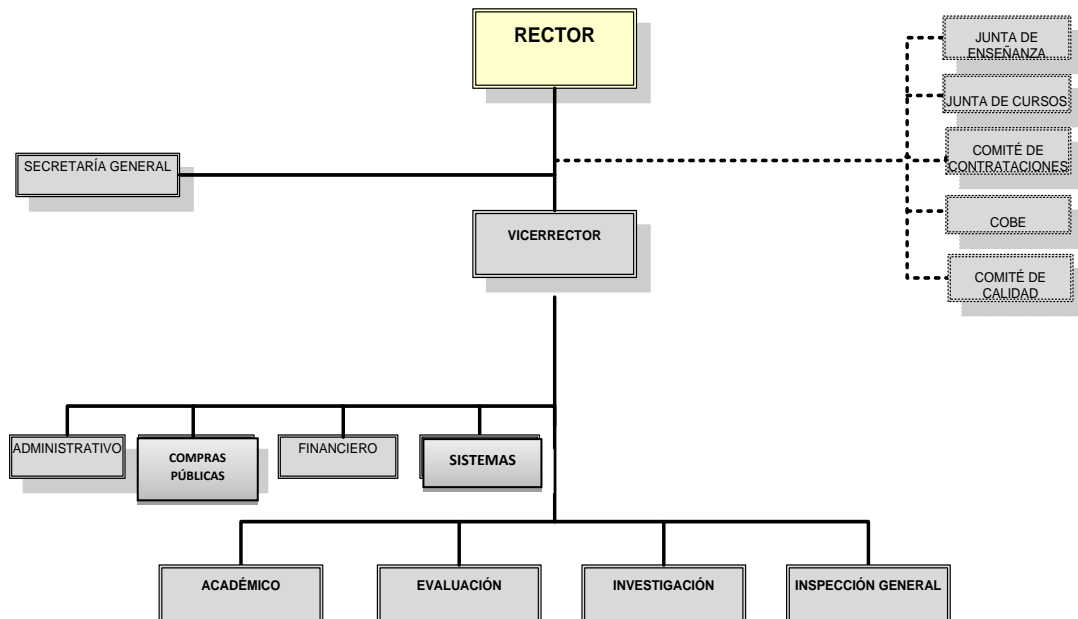 RECTOR
JUNTA DE
ENSEÑANZA
JUNTA DE CURSOS
COMITÉ DE
CONTRATACIONES
COBE
COMITÉ DE
CALIDAD
SECRETARÍA GENERAL
VICERRECTOR
ADMINISTRATIVO
COMPRAS
PÚBLICAS
FINANCIERO
SISTEMAS
ACADÉMICO
EVALUACIÓN
INVESTIGACIÓN
INSPECCIÓN GENERAL